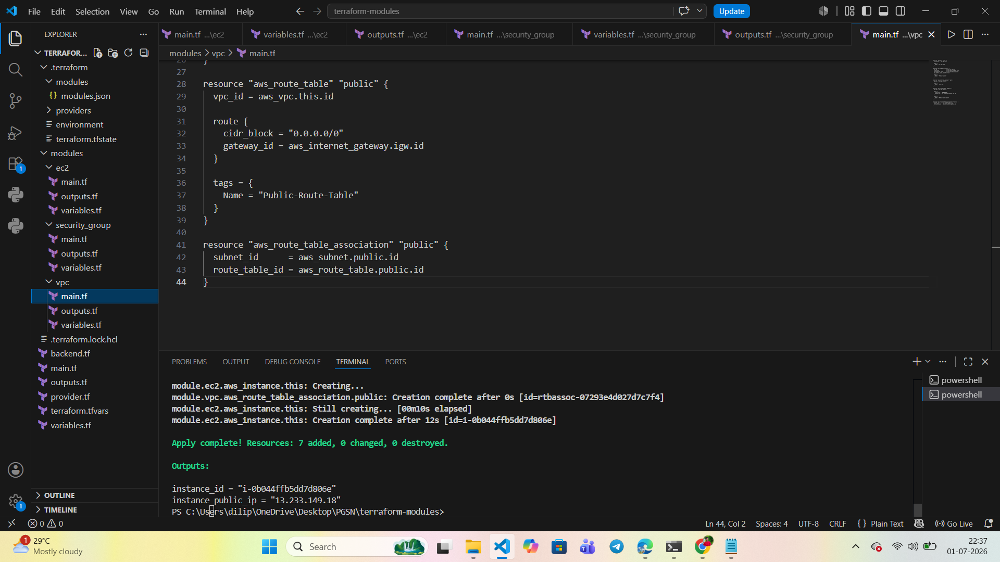 File Edit Selection View Go Run Terminal Help
terraform-modules
Update
EXPLORER
main.tf ...\ec2
variables.tf ...\ec2
outputs.tf ...\ec2
main.tf ...\security_group
variables.tf ...\security_group
outputs.tf ...\security_group
main.tf ...\vpc
TERRAFOR...
modules > vpc > main.tf
.terraform
modules
{} modules.json
providers
environment
terraform.tfstate
modules
ec2
main.tf
outputs.tf
variables.tf
security_group
main.tf
outputs.tf
variables.tf
vpc
main.tf
outputs.tf
variables.tf
.terraform.lock.hcl
backend.tf
main.tf
outputs.tf
provider.tf
terraform.tfvars
variables.tf
OUTLINE
TIMELINE
26 }
27
28 resource "aws_route_table" "public" {
29 vpc_id = aws_vpc.this.id
30
31 route {
32 cidr_block = "0.0.0.0/0"
33 gateway_id = aws_internet_gateway.igw.id
34 }
35
36 tags = {
37 Name = "Public-Route-Table"
38 }
39 }
40
41 resource "aws_route_table_association" "public" {
42 subnet_id      = aws_subnet.public.id
43 route_table_id = aws_route_table.public.id
44 }
PROBLEMS OUTPUT DEBUG CONSOLE TERMINAL PORTS
powershell
powershell
module.ec2.aws_instance.this: Creating...
module.vpc.aws_route_table_association.public: Creation complete after 0s [id=rtbassoc-07293e4d027d7c7f4]
module.ec2.aws_instance.this: Still creating... [00m10s elapsed]
module.ec2.aws_instance.this: Creation complete after 12s [id=i-0b044ffb5dd7d806e]
Apply complete! Resources: 7 added, 0 changed, 0 destroyed.
Outputs:
instance_id = "i-0b044ffb5dd7d806e"
instance_public_ip = "13.233.149.18"
PS C:\Users\dilip\OneDrive\Desktop\PGSN\terraform-modules>
0 0
Ln 44, Col 2 Spaces: 4 UTF-8 CRLF {} Plain Text Go Live
1
1
1
29°C
Mostly cloudy
Search
22:37
01-07-2026